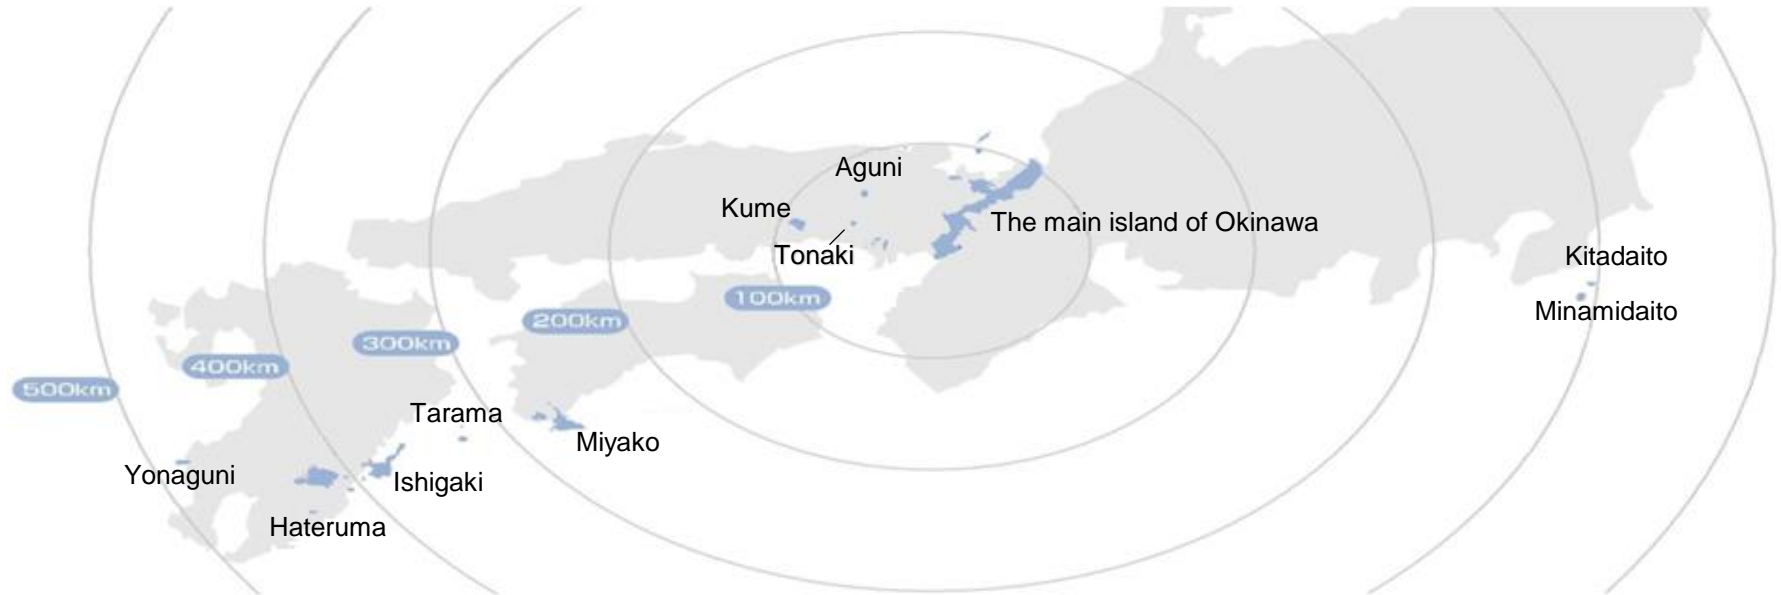 Aguni
Kume
The main island of Okinawa
Tonaki
Kitadaito
100km
Minamidaito
200km
300km
400km
500km
Tarama
Miyako
Yonaguni
Ishigaki
Hateruma